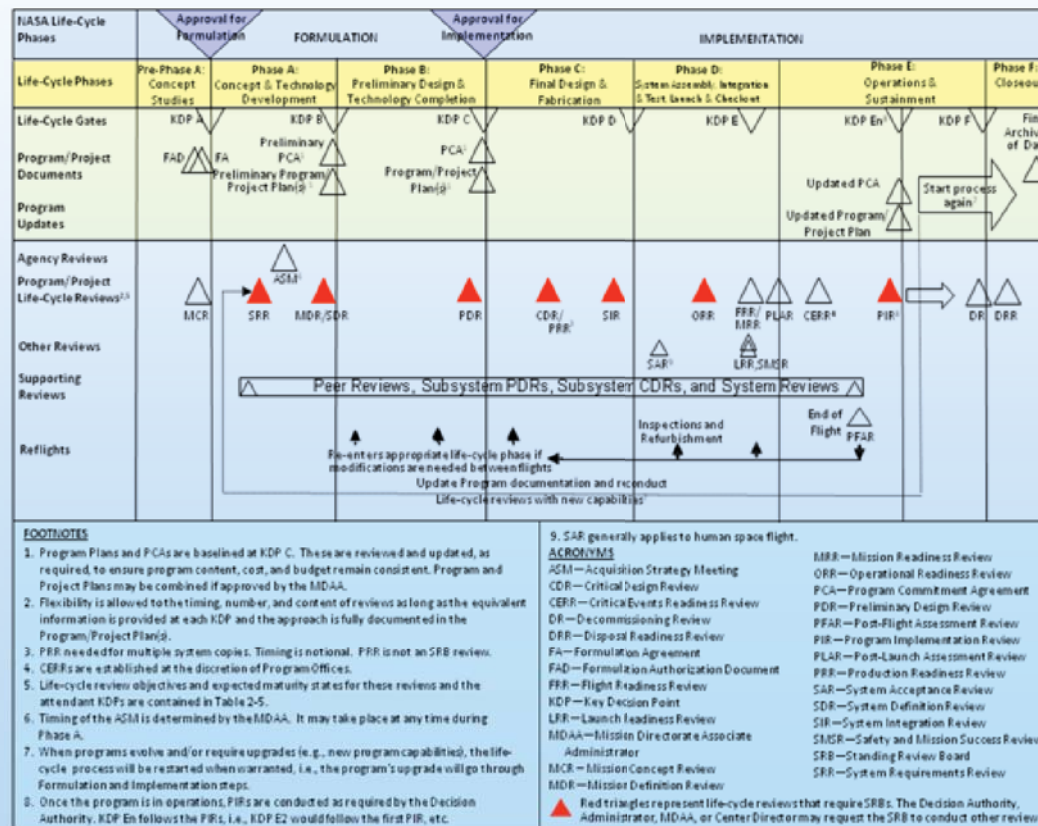 NASA Life-Cycle
Phases
Approval for
Formulation
FORMULATION
Approval for
Implementation
IMPLEMENTATION
Life-Cycle Phases
Pre-Phase A:
Concept
Studies
Phase A:
Concept & Technology
Development
Phase B:
Preliminary Design &
Technology Completion
Phase C:
Final Design &
Fabrication
Phase D:
System Assembly, Integration
& Test, Launch & Checkout
Phase E:
Operations &
Sustainment
Phase F:
Closeou
Life-Cycle Gates
KDP A
KDP B
KDP C
KDP D
KDP E
KDP En⁸
KDP F
Fin
Archiv
of Da
Program/Project
Documents
FAD
FA
Preliminary
PCA¹
Preliminary Program/
Project Plan(s) ¹
PCA¹
Program/Project
Plan(s)¹
Program
Updates
Updated PCA
Updated Program/
Project Plan
Start process
again⁷
Agency Reviews
ASM⁶
Program/Project
Life-Cycle Reviews²,⁵
MCR
SRR
MDR/SDR
PDR
CDR/
PRR³
SIR
ORR
FRR/
MRR
PLAR
CERR⁴
PIR⁸
DR
DRR
Other Reviews
SAR⁹
LRR,SMSR
Supporting
Reviews
Peer Reviews, Subsystem PDRs, Subsystem CDRs, and System Reviews
Reflights
Re-enters appropriate life-cycle phase if
modifications are needed between flights
Inspections and
Refurbishment
End of
Flight
PFAR
Update Program documentation and reconduct
Life-cycle reviews with new capabilities⁷
FOOTNOTES
1. Program Plans and PCAs are baselined at KDP C. These are reviewed and updated, as
required, to ensure program content, cost, and budget remain consistent. Program and
Project Plans may be combined if approved by the MDAA.
2. Flexibility is allowed to the timing, number, and content of reviews as long as the equivalent
information is provided at each KDP and the approach is fully documented in the
Program/Project Plan(s).
3. PRR needed for multiple system copies. Timing is notional. PRR is not an SRB review.
4. CERRs are established at the discretion of Program Offices.
5. Life-cycle review objectives and expected maturity states for these reviews and the
attendant KDPs are contained in Table 2-5.
6. Timing of the ASM is determined by the MDAA. It may take place at any time during
Phase A.
7. When programs evolve and/or require upgrades (e.g., new program capabilities), the life-
cycle process will be restarted when warranted, i.e., the program's upgrade will go through
Formulation and Implementation steps.
8. Once the program is in operations, PIRs are conducted as required by the Decision
Authority. KDP En follows the PIRs, i.e., KDP E2 would follow the first PIR, etc.
9. SAR generally applies to human space flight.
ACRONYMS
ASM—Acquisition Strategy Meeting
CDR—Critical Design Review
CERR—Critical Events Readiness Review
DR—Decommissioning Review
DRR—Disposal Readiness Review
FA—Formulation Agreement
FAD—Formulation Authorization Document
FRR—Flight Readiness Review
KDP—Key Decision Point
LRR—Launch Readiness Review
MDAA—Mission Directorate Associate
Administrator
MCR—Mission Concept Review
MDR—Mission Definition Review
MRR—Mission Readiness Review
ORR—Operational Readiness Review
PCA—Program Commitment Agreement
PDR—Preliminary Design Review
PFAR—Post-Flight Assessment Review
PIR—Program Implementation Review
PLAR—Post-Launch Assessment Review
PRR—Production Readiness Review
SAR—System Acceptance Review
SDR—System Definition Review
SIR—System Integration Review
SMSR—Safety and Mission Success Review
SRB—Standing Review Board
SRR—System Requirements Review
Red triangles represent life-cycle reviews that require SRBs. The Decision Authority,
Administrator, MDAA, or Center Director may request the SRB to conduct other review